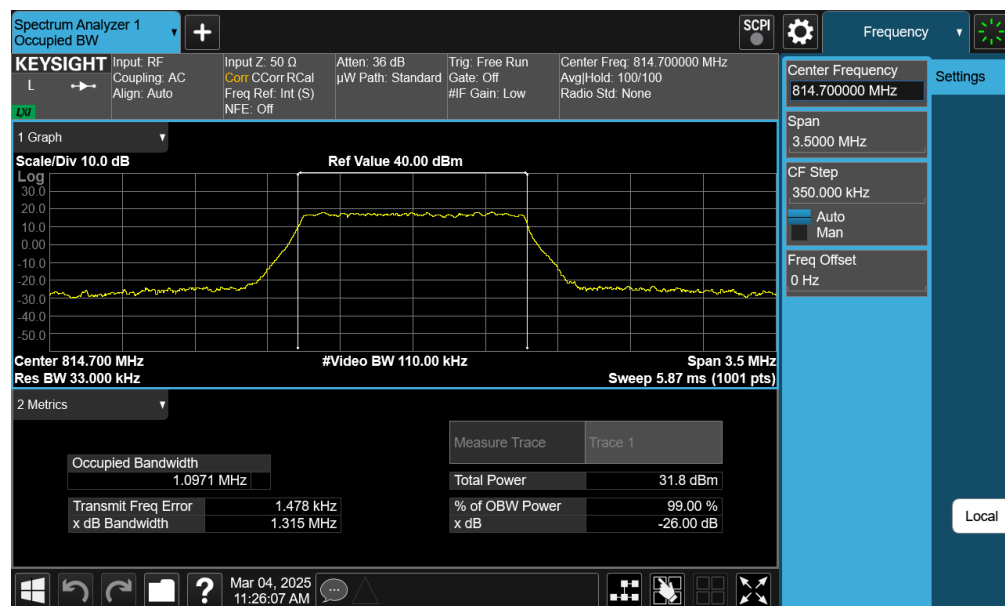 Spectrum Analyzer 1
Occupied BW
+
SCPI
Frequency
KEYSIGHT
L
LXI
Input: RF
Coupling: AC
Align: Auto
Input Z: 50 Ω
Corr CCorr RCal
Freq Ref: Int (S)
NFE: Off
Atten: 36 dB
µW Path: Standard
Trig: Free Run
Gate: Off
#IF Gain: Low
Center Freq: 814.700000 MHz
Avg|Hold: 100/100
Radio Std: None
Center Frequency
814.700000 MHz
Settings
Span
3.5000 MHz
CF Step
350.000 kHz
Auto
Man
Freq Offset
0 Hz
Local
1 Graph
Scale/Div 10.0 dB
Ref Value 40.00 dBm
Log
30.0
20.0
10.0
0.00
-10.0
-20.0
-30.0
-40.0
-50.0
Center 814.700 MHz
#Video BW 110.00 kHz
Span 3.5 MHz
Res BW 33.000 kHz
Sweep 5.87 ms (1001 pts)
2 Metrics
Measure Trace
Trace 1
Occupied Bandwidth
1.0971 MHz
Total Power
31.8 dBm
Transmit Freq Error
1.478 kHz
% of OBW Power
99.00 %
x dB Bandwidth
1.315 MHz
x dB
-26.00 dB
?
Mar 04, 2025
11:26:07 AM